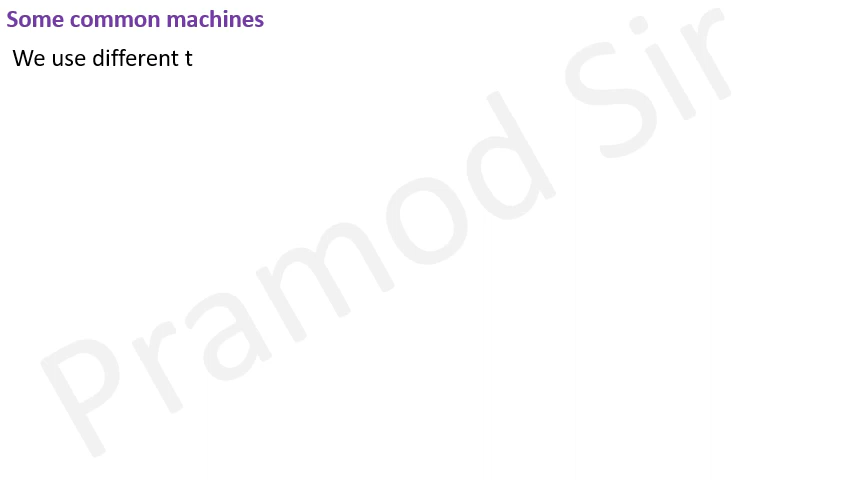 Some common machines
We use different t
Pramod Sir